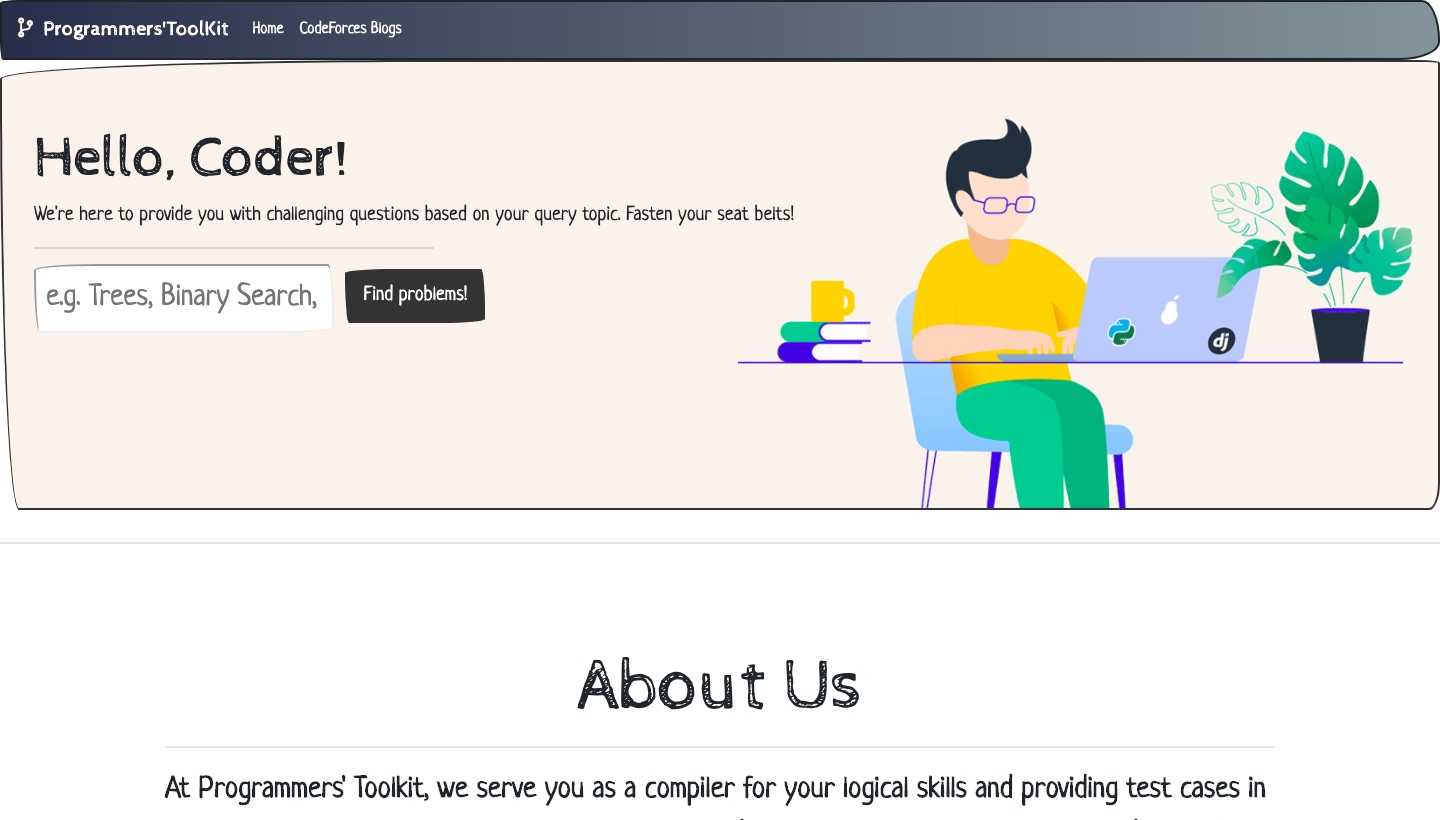 Programmers'ToolKit Home CodeForces Blogs
Hello, Coder!
We're here to provide you with challenging questions based on your query topic. Fasten your seat belts!
e.g. Trees, Binary Search,
Find problems!
dj
About Us
At Programmers' Toolkit, we serve you as a compiler for your logical skills and providing test cases in